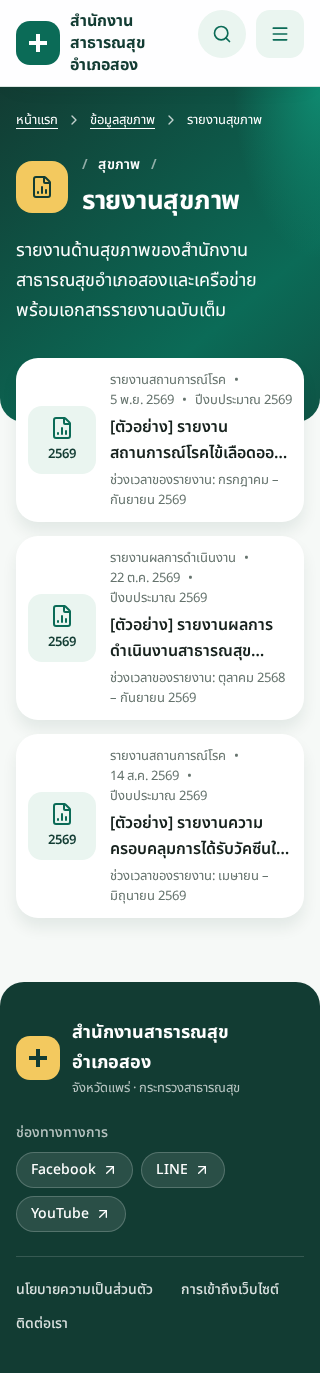 สำนักงาน
สาธารณสุข
อำเภอสอง
หน้าแรก
ข้อมูลสุขภาพ
รายงานสุขภาพ
/ สุขภาพ /
รายงานสุขภาพ
รายงานด้านสุขภาพของสำนักงาน
สาธารณสุขอำเภอสองและเครือข่าย
พร้อมเอกสารรายงานฉบับเต็ม
รายงานสถานการณ์โรค •
5 พ.ย. 2569 • ปีงบประมาณ 2569
2569
[ตัวอย่าง] รายงาน
สถานการณ์โรคไข้เลือดออ...
ช่วงเวลาของรายงาน: กรกฎาคม –
กันยายน 2569
รายงานผลการดำเนินงาน •
22 ต.ค. 2569 •
ปีงบประมาณ 2569
2569
[ตัวอย่าง] รายงานผลการ
ดำเนินงานสาธารณสุข...
ช่วงเวลาของรายงาน: ตุลาคม 2568
– กันยายน 2569
รายงานสถานการณ์โรค •
14 ส.ค. 2569 •
ปีงบประมาณ 2569
2569
[ตัวอย่าง] รายงานความ
ครอบคลุมการได้รับวัคซีนใ...
ช่วงเวลาของรายงาน: เมษายน –
มิถุนายน 2569
สำนักงานสาธารณสุข
อำเภอสอง
จังหวัดแพร่ · กระทรวงสาธารณสุข
ช่องทางทางการ
Facebook
LINE
YouTube
นโยบายความเป็นส่วนตัว
การเข้าถึงเว็บไซต์
ติดต่อเรา